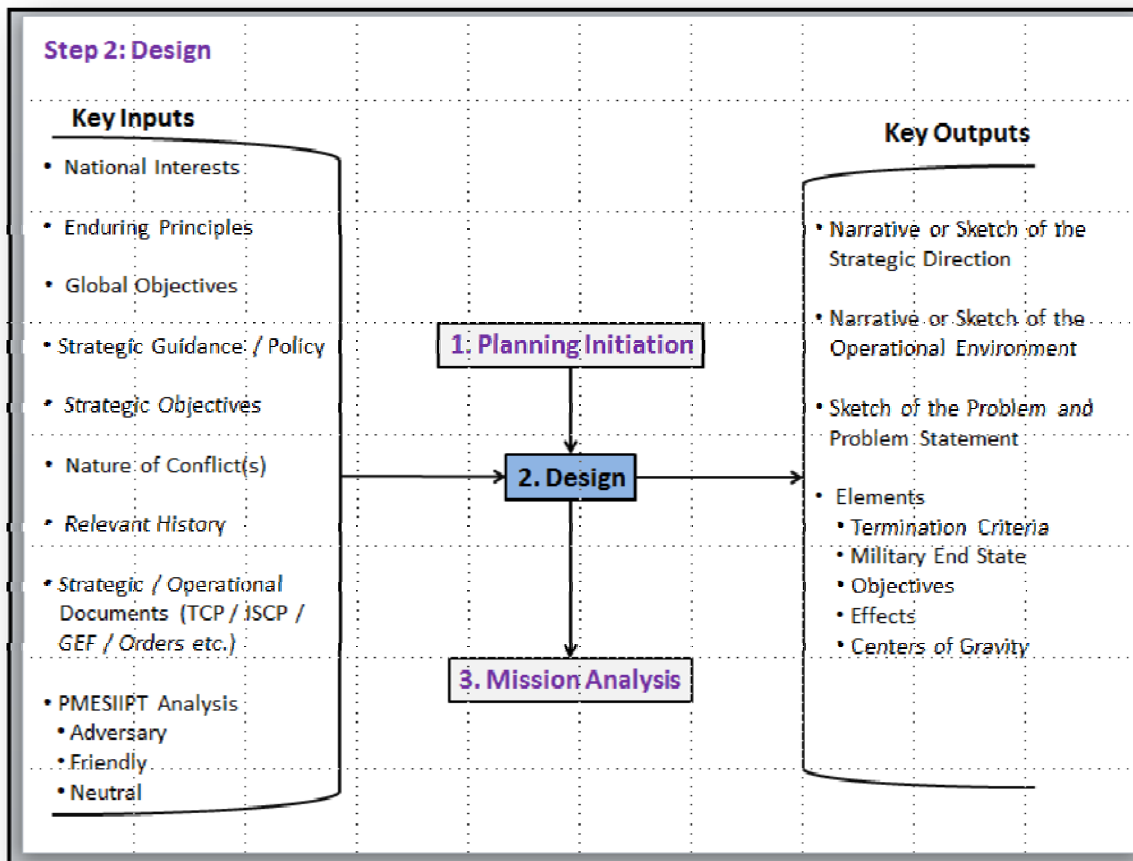 Step 2: Design
Key Inputs
• National Interests
• Enduring Principles
• Global Objectives
• Strategic Guidance / Policy
• Strategic Objectives
• Nature of Conflict(s)
• Relevant History
• Strategic / Operational
Documents (TCP / JSCP /
GEF / Orders etc.)
• PMESIIPT Analysis
• Adversary
• Friendly
• Neutral
1. Planning Initiation
2. Design
3. Mission Analysis
Key Outputs
• Narrative or Sketch of the
Strategic Direction
• Narrative or Sketch of the
Operational Environment
• Sketch of the Problem and
Problem Statement
• Elements
• Termination Criteria
• Military End State
• Objectives
• Effects
• Centers of Gravity